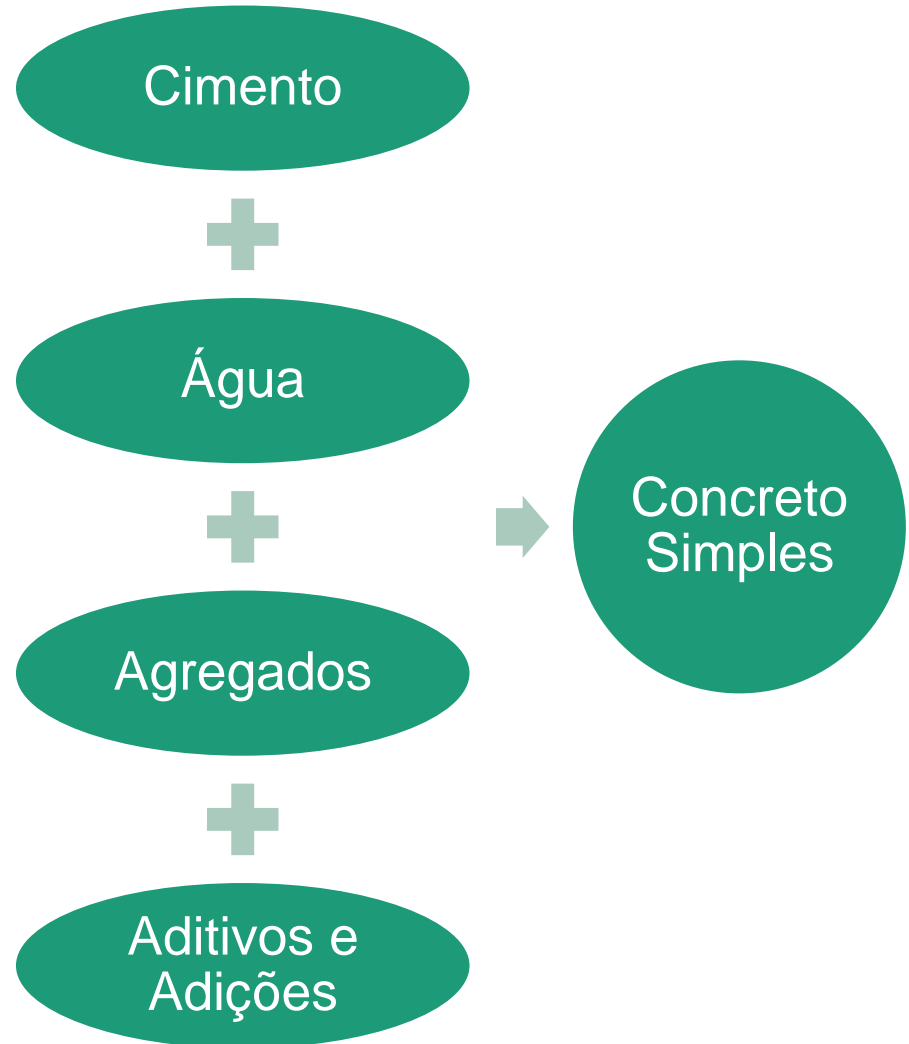 Cimento
Água
Agregados
Aditivos e
Adições
Concreto
Simples